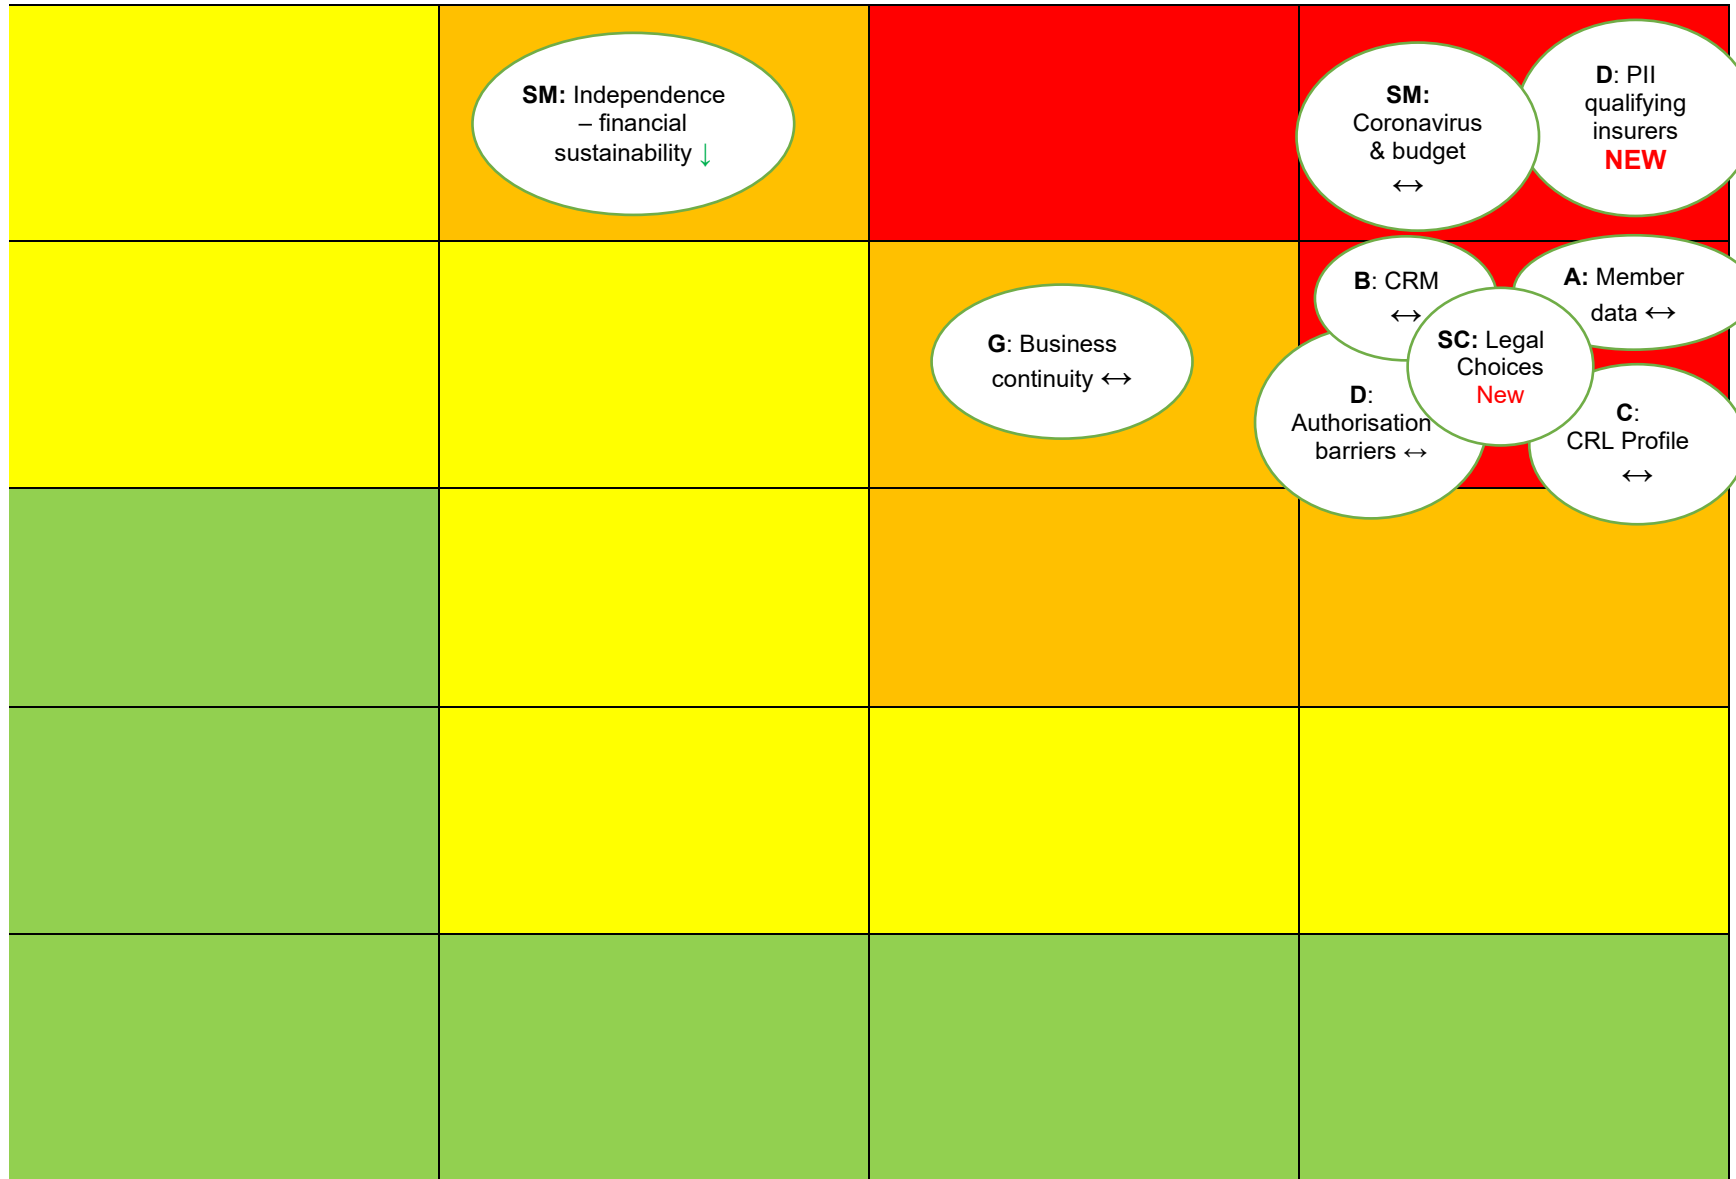 SM: Independence
– financial
sustainability ↓
SM:
Coronavirus
& budget
↔
D: PII
qualifying
insurers
NEW
G: Business
continuity ↔
B: CRM
↔
A: Member
data ↔
SC: Legal
Choices
New
D:
Authorisation
barriers ↔
C:
CRL Profile
↔